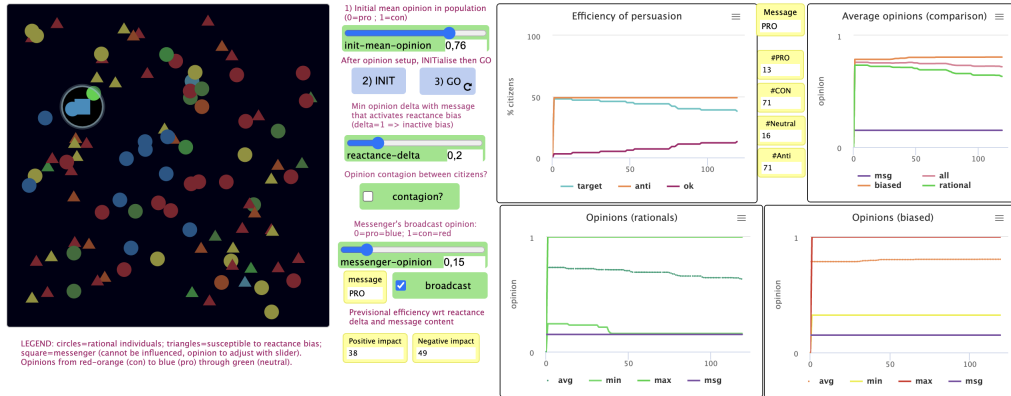 1) Initial mean opinion in population
(0=pro ; 1=con)
init-mean-opinion 0,76
After opinion setup, INITialise then GO
2) INIT
3) GO
Min opinion delta with message
that activates reactance bias
(delta=1 => inactive bias)
reactance-delta 0,2
Opinion contagion between citizens?
contagion?
Messenger's broadcast opinion:
0=pro=blue; 1=con=red
messenger-opinion 0,15
message
PRO
broadcast
Previsional efficiency wrt reactance
delta and message content
Positive impact
38
Negative impact
49
LEGEND: circles=rational individuals; triangles=susceptible to reactance bias;
square=messenger (cannot be influenced, opinion to adjust with slider).
Opinions from red-orange (con) to blue (pro) through green (neutral).
Efficiency of persuasion
% citizens
100
50
0
0
50
100
target anti ok
Message
PRO
#PRO
13
#CON
71
#Neutral
16
#Anti
71
Average opinions (comparison)
opinion
1
0
0
50
100
msg all
biased rational
Opinions (rationals)
opinion
1
0
0
50
100
avg min max msg
Opinions (biased)
opinion
1
0
0
50
100
avg min max msg